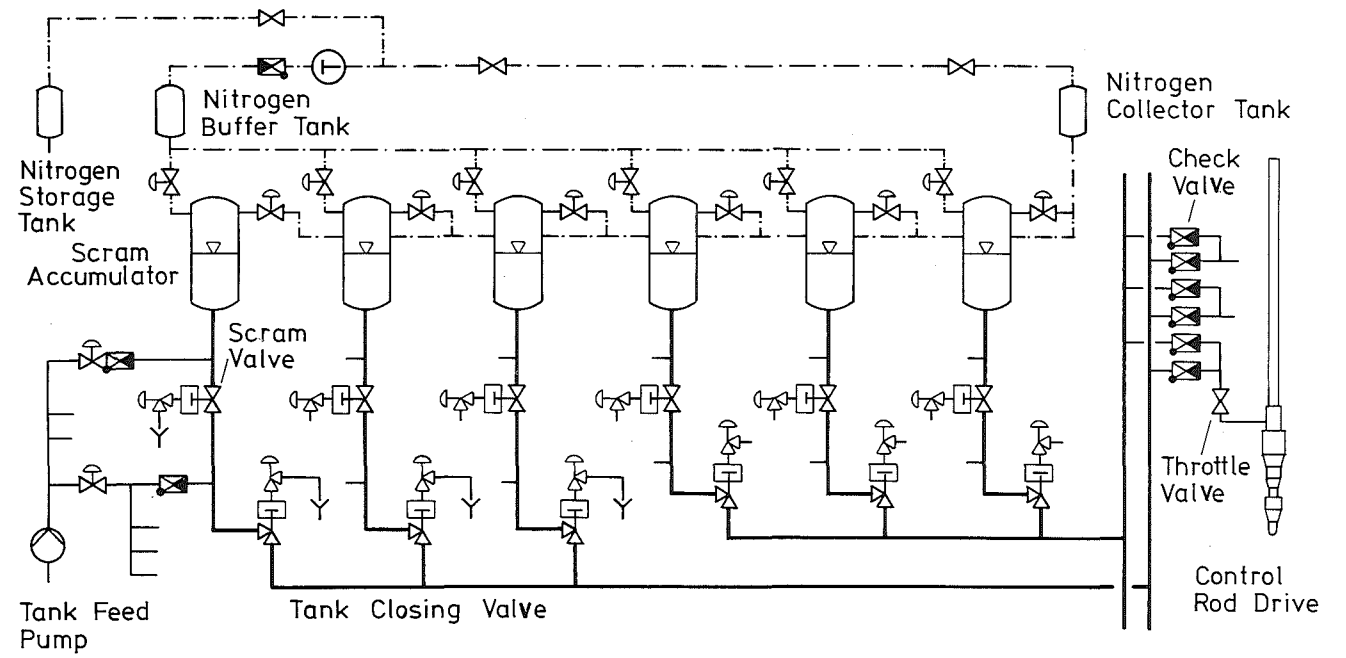 Nitrogen
Buffer Tank
Nitrogen
Collector Tank
Nitrogen
Storage
Tank
Check
Valve
Scram
Accumulator
Scram
Valve
Throttle
Valve
Tank Feed
Pump
Tank Closing Valve
Control
Rod Drive